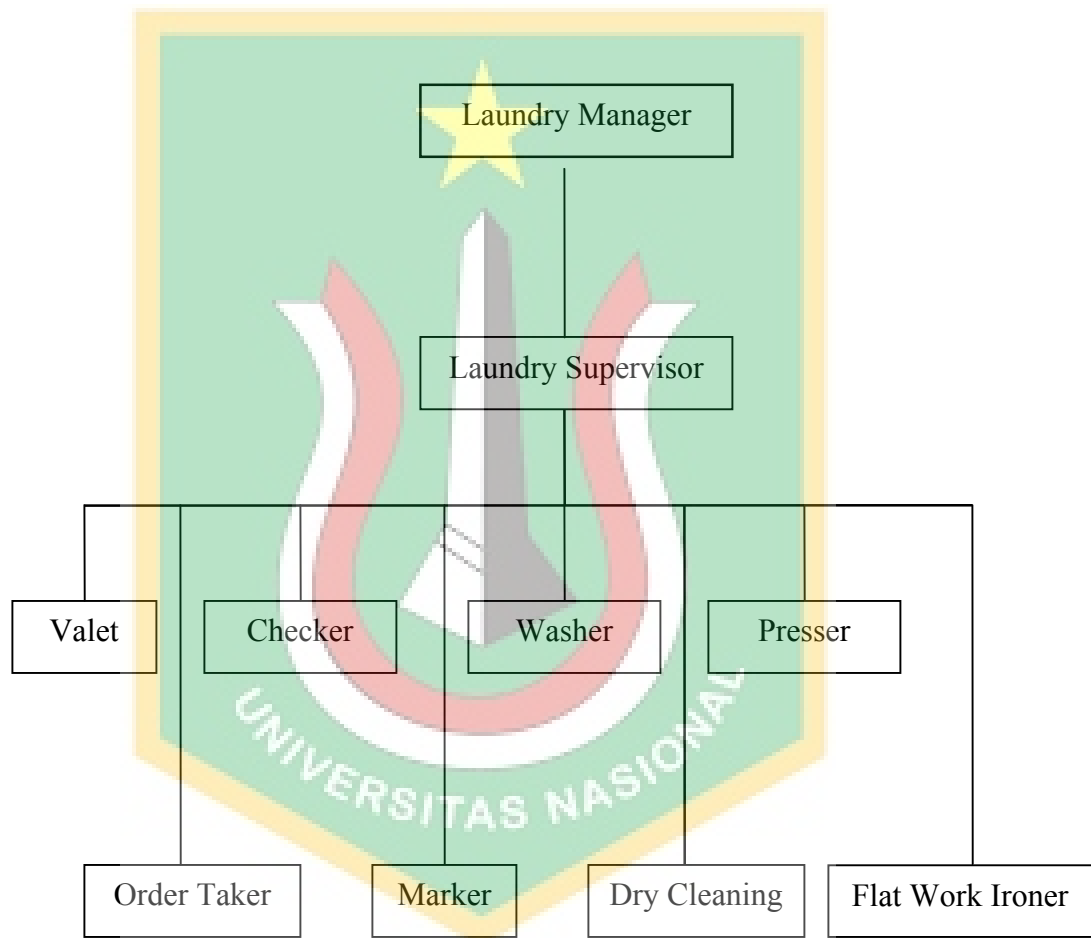 Laundry Manager
Laundry Supervisor
Valet
Checker
Washer
Presser
UNIVERSITAS NASIONAL
Order Taker
Marker
Dry Cleaning
Flat Work Ironer